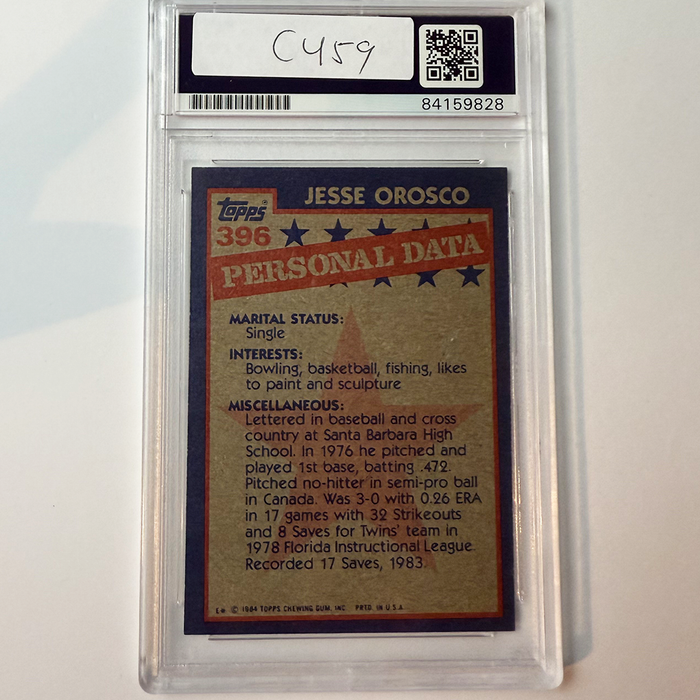 C459
84159828
JESSE OROSCO
topps
396
PERSONAL DATA
MARITAL STATUS:
Single
INTERESTS:
Bowling, basketball, fishing, likes
to paint and sculpture
MISCELLANEOUS:
Lettered in baseball and cross
country at Santa Barbara High
School. In 1976 he pitched and
played 1st base, batting .472.
Pitched no-hitter in semi-pro ball
in Canada. Was 3-0 with 0.26 ERA
in 17 games with 32 Strikeouts
and 8 Saves for Twins' team in
1978 Florida Instructional League.
Recorded 17 Saves, 1983.
E* © 1984 TOPPS CHEWING GUM, INC. PRTD. IN U.S.A.